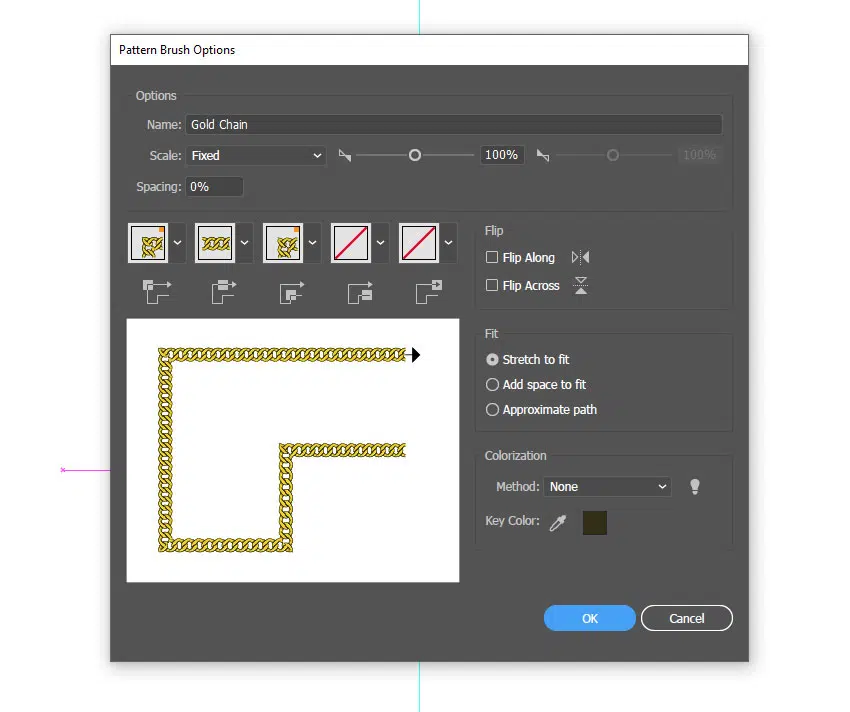 Pattern Brush Options
Options
Name: Gold Chain
Scale: Fixed 100% 100%
Spacing: 0%
Flip
Flip Along
Flip Across
Fit
Stretch to fit
Add space to fit
Approximate path
Colorization
Method: None
Key Color:
OK Cancel